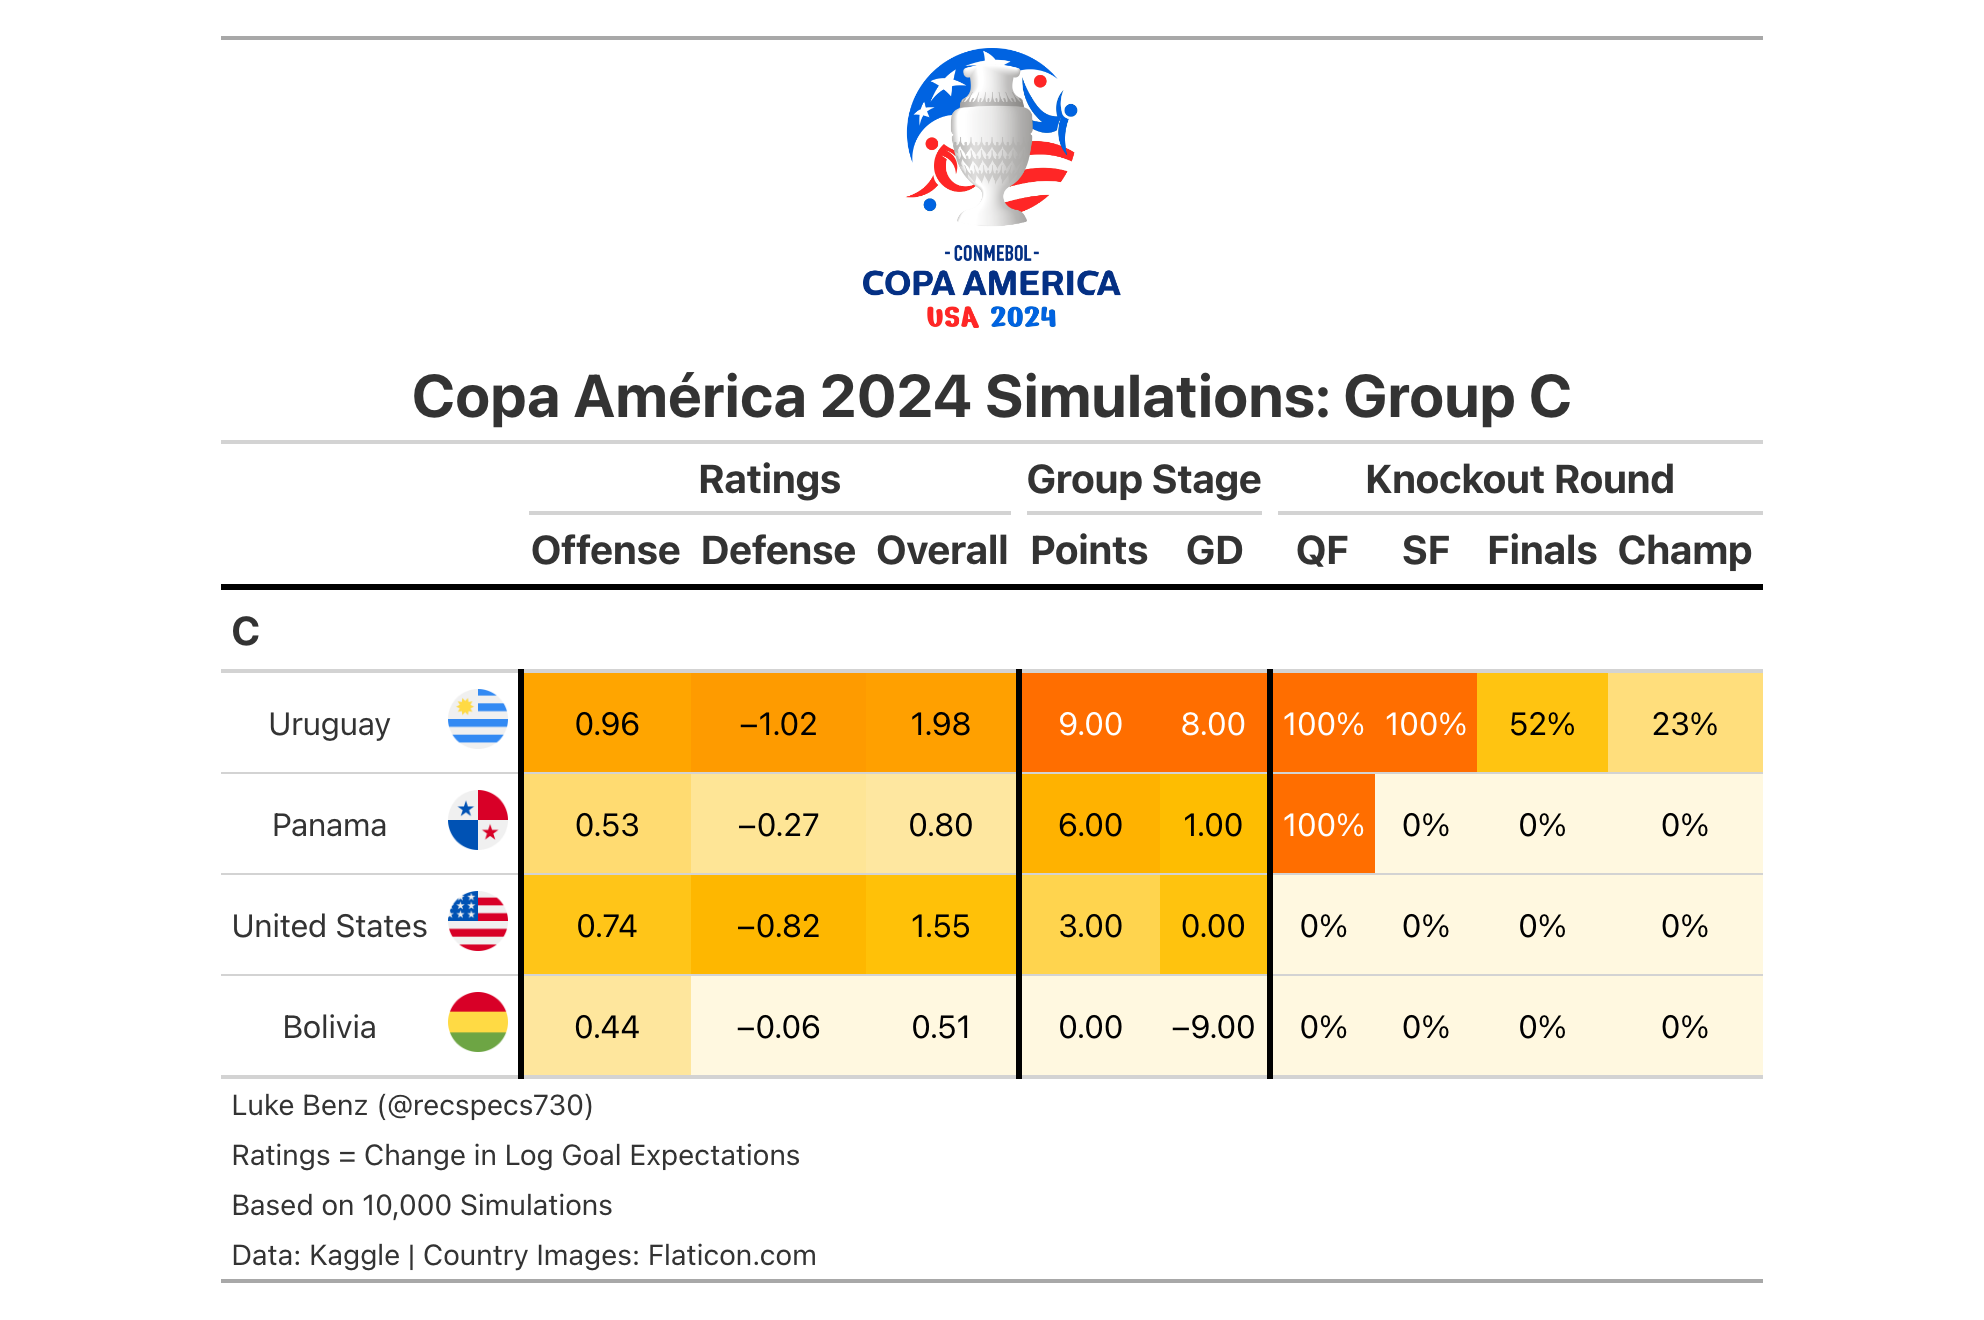 - CONMEBOL -
COPA AMERICA
USA 2024
Copa América 2024 Simulations: Group C
Ratings Group Stage Knockout Round
Offense Defense Overall Points GD QF SF Finals Champ
C
Uruguay 0.96 −1.02 1.98 9.00 8.00 100% 100% 52% 23%
Panama 0.53 −0.27 0.80 6.00 1.00 100% 0% 0% 0%
United States 0.74 −0.82 1.55 3.00 0.00 0% 0% 0% 0%
Bolivia 0.44 −0.06 0.51 0.00 −9.00 0% 0% 0% 0%
Luke Benz (@recspecs730)
Ratings = Change in Log Goal Expectations
Based on 10,000 Simulations
Data: Kaggle | Country Images: Flaticon.com